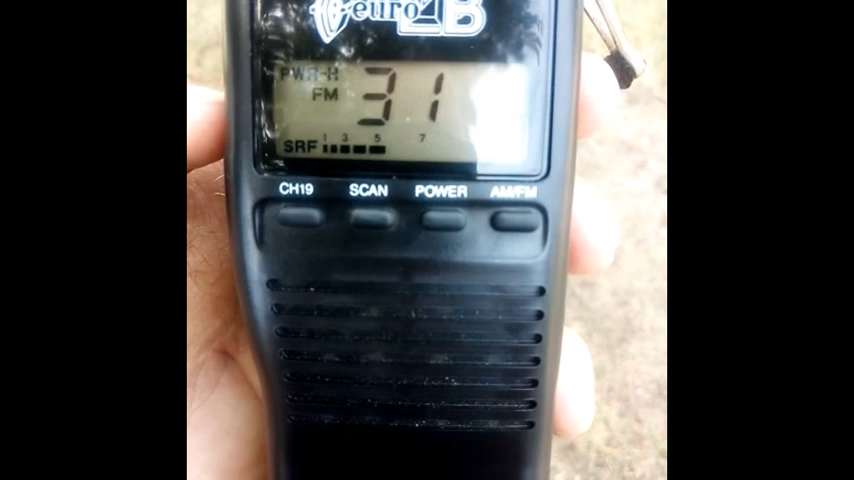 euro CB
PWR-H
FM 31
1 3 5 7
SRF
CH19 SCAN POWER AM/FM